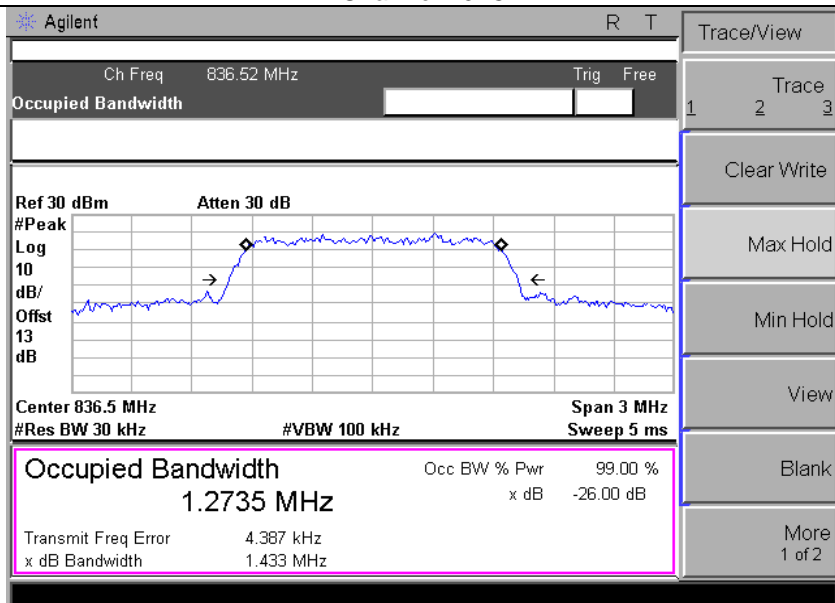 Agilent R T
Trace/View
Ch Freq 836.52 MHz Trig Free
Occupied Bandwidth
Trace
1 2 3
Clear Write
Ref 30 dBm Atten 30 dB
#Peak
Log
10
dB/
Offst
13
dB
Max Hold
Min Hold
Center 836.5 MHz Span 3 MHz
#Res BW 30 kHz #VBW 100 kHz Sweep 5 ms
View
Occupied Bandwidth Occ BW % Pwr 99.00 %
1.2735 MHz x dB -26.00 dB
Transmit Freq Error 4.387 kHz
x dB Bandwidth 1.433 MHz
Blank
More
1 of 2